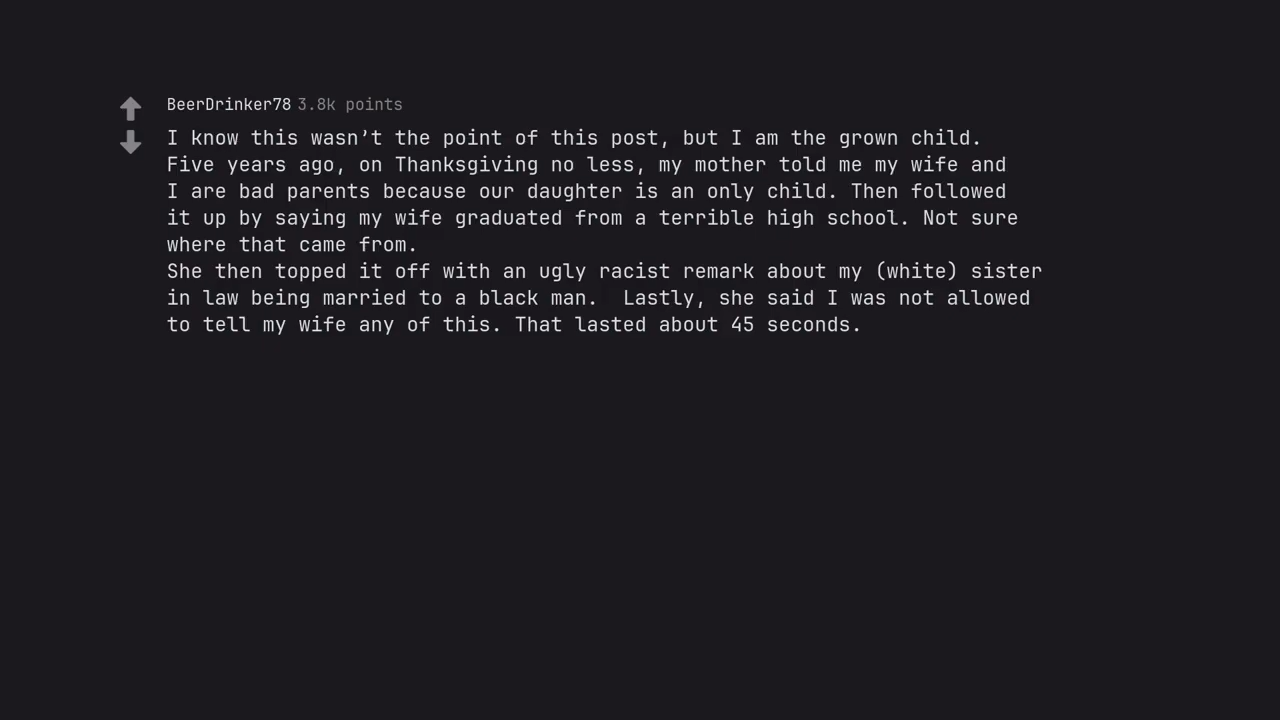 BeerDrinker78 3.8k points
I know this wasn’t the point of this post, but I am the grown child.
Five years ago, on Thanksgiving no less, my mother told me my wife and
I are bad parents because our daughter is an only child. Then followed
it up by saying my wife graduated from a terrible high school. Not sure
where that came from.
She then topped it off with an ugly racist remark about my (white) sister
in law being married to a black man.  Lastly, she said I was not allowed
to tell my wife any of this. That lasted about 45 seconds.